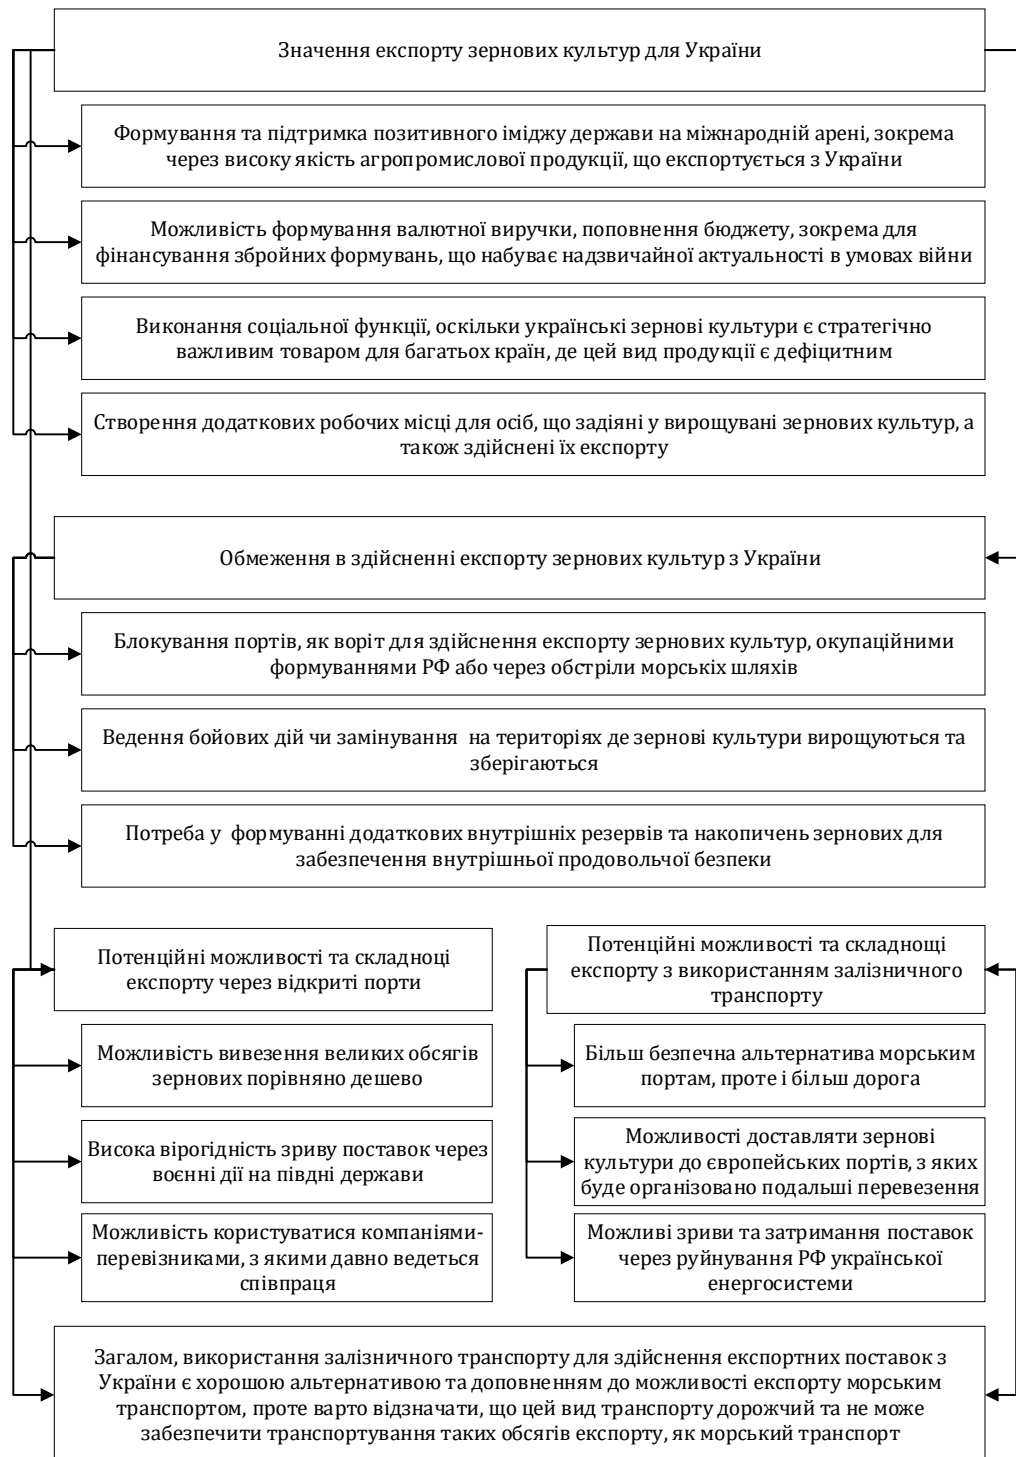 Значення експорту зернових культур для України
Формування та підтримка позитивного іміджу держави на міжнародній арені, зокрема
через високу якість агропромислової продукції, що експортується з України
Можливість формування валютної виручки, поповнення бюджету, зокрема для
фінансування збройних формувань, що набуває надзвичайної актуальності в умовах війни
Виконання соціальної функції, оскільки українські зернові культури є стратегічно
важливим товаром для багатьох країн, де цей вид продукції є дефіцитним
Створення додаткових робочих місці для осіб, що задіяні у вирощувані зернових культур, а
також здійснені їх експорту
Обмеження в здійсненні експорту зернових культур з України
Блокування портів, як воріт для здійснення експорту зернових культур, окупаційними
формуваннями РФ або через обстріли морських шляхів
Ведення бойових дій чи замінування на територіях де зернові культури вирощуються та
зберігаються
Потреба у формуванні додаткових внутрішніх резервів та накопичень зернових для
забезпечення внутрішньої продовольчої безпеки
Потенційні можливості та складноці
експорту через відкриті порти
Можливість вивезення великих обсягів
зернових порівняно дешево
Висока вірогідність зриву поставок через
воєнні дії на півдні держави
Можливість користуватися компаніями-
перевізниками, з якими давно ведеться
співпраця
Потенційні можливості та складнощі
експорту з використанням залізничного
транспорту
Більш безпечна альтернатива морським
портам, проте і більш дорога
Можливості доставляти зернові
культури до європейських портів, з яких
буде організовано подальші перевезення
Можливі зриви та затримання поставок
через руйнування РФ української
енергосистеми
Загалом, використання залізничного транспорту для здійснення експортних поставок з
України є хорошою альтернативою та доповненням до можливості експорту морським
транспортом, проте варто відзначати, що цей вид транспорту дорожчий та не може
забезпечити транспортування таких обсягів експорту, як морський транспорт